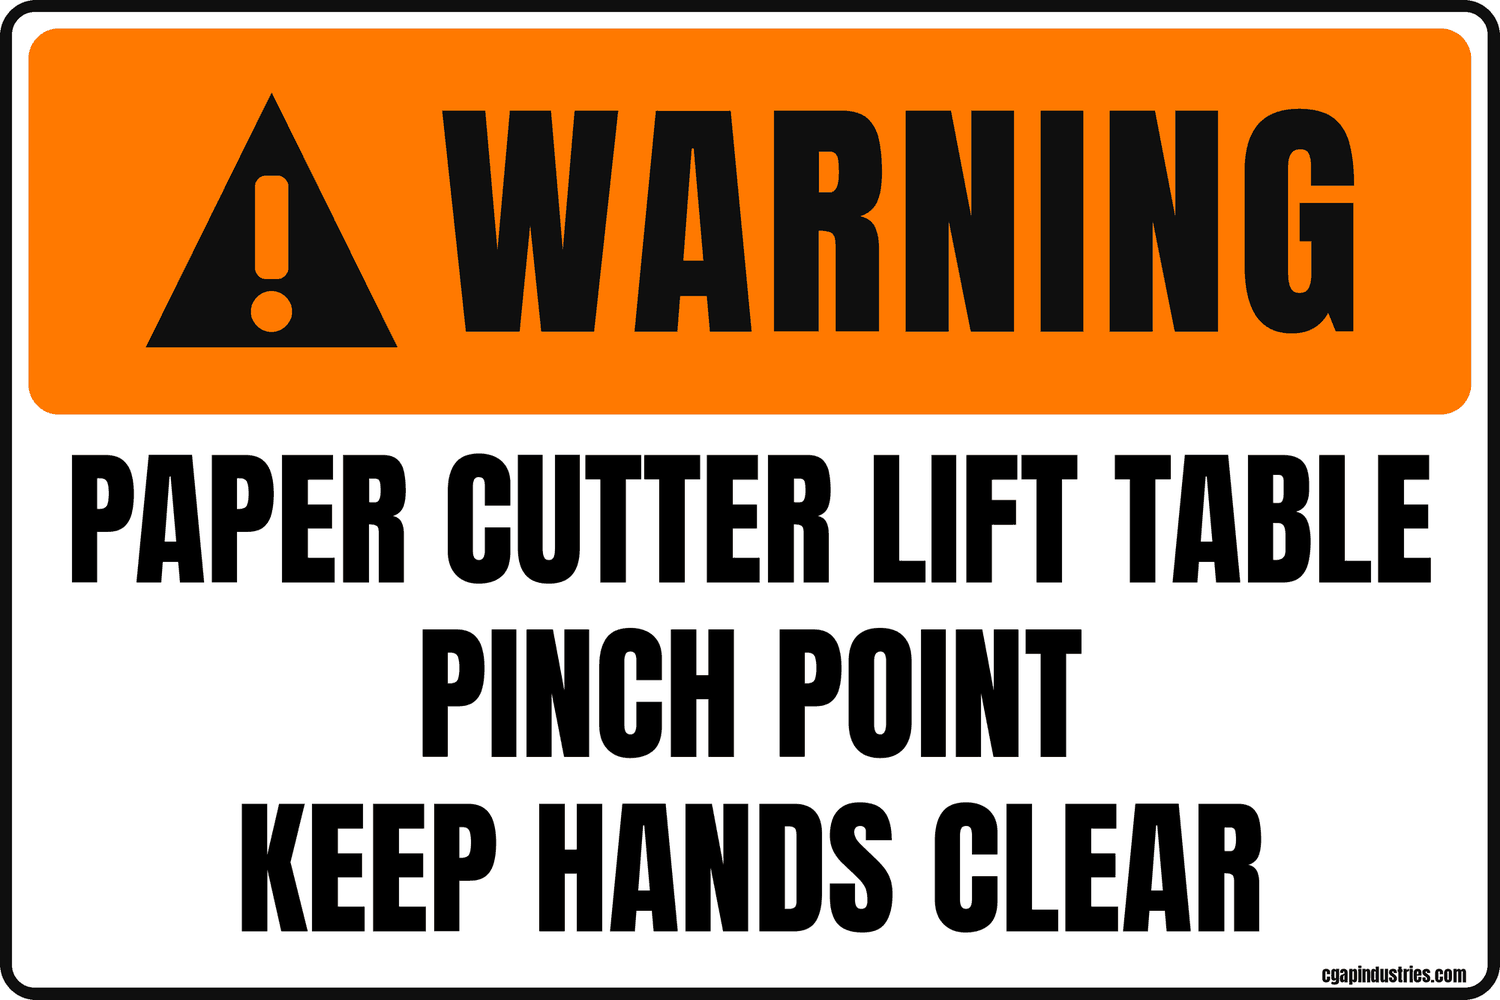 WARNING
PAPER CUTTER LIFT TABLE
PINCH POINT
KEEP HANDS CLEAR
cgapindustries.com